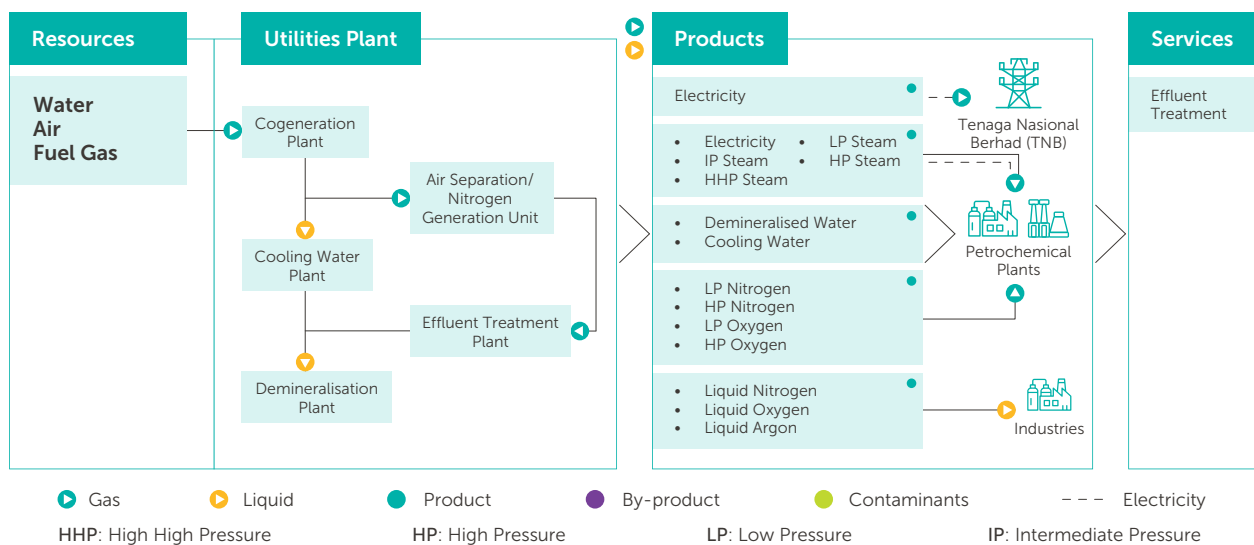 Resources
Utilities Plant
Products
Services
Water
Air
Fuel Gas
Cogeneration
Plant
Air Separation/
Nitrogen
Generation Unit
Cooling Water
Plant
Effluent Treatment
Plant
Demineralisation
Plant
Electricity
• Electricity
• IP Steam
• HHP Steam
• LP Steam
• HP Steam
• Demineralised Water
• Cooling Water
• LP Nitrogen
• HP Nitrogen
• LP Oxygen
• HP Oxygen
• Liquid Nitrogen
• Liquid Oxygen
• Liquid Argon
Tenaga Nasional
Berhad (TNB)
Petrochemical
Plants
Industries
Effluent
Treatment
Gas
Liquid
Product
By-product
Contaminants
Electricity
HHP: High High Pressure
HP: High Pressure
LP: Low Pressure
IP: Intermediate Pressure